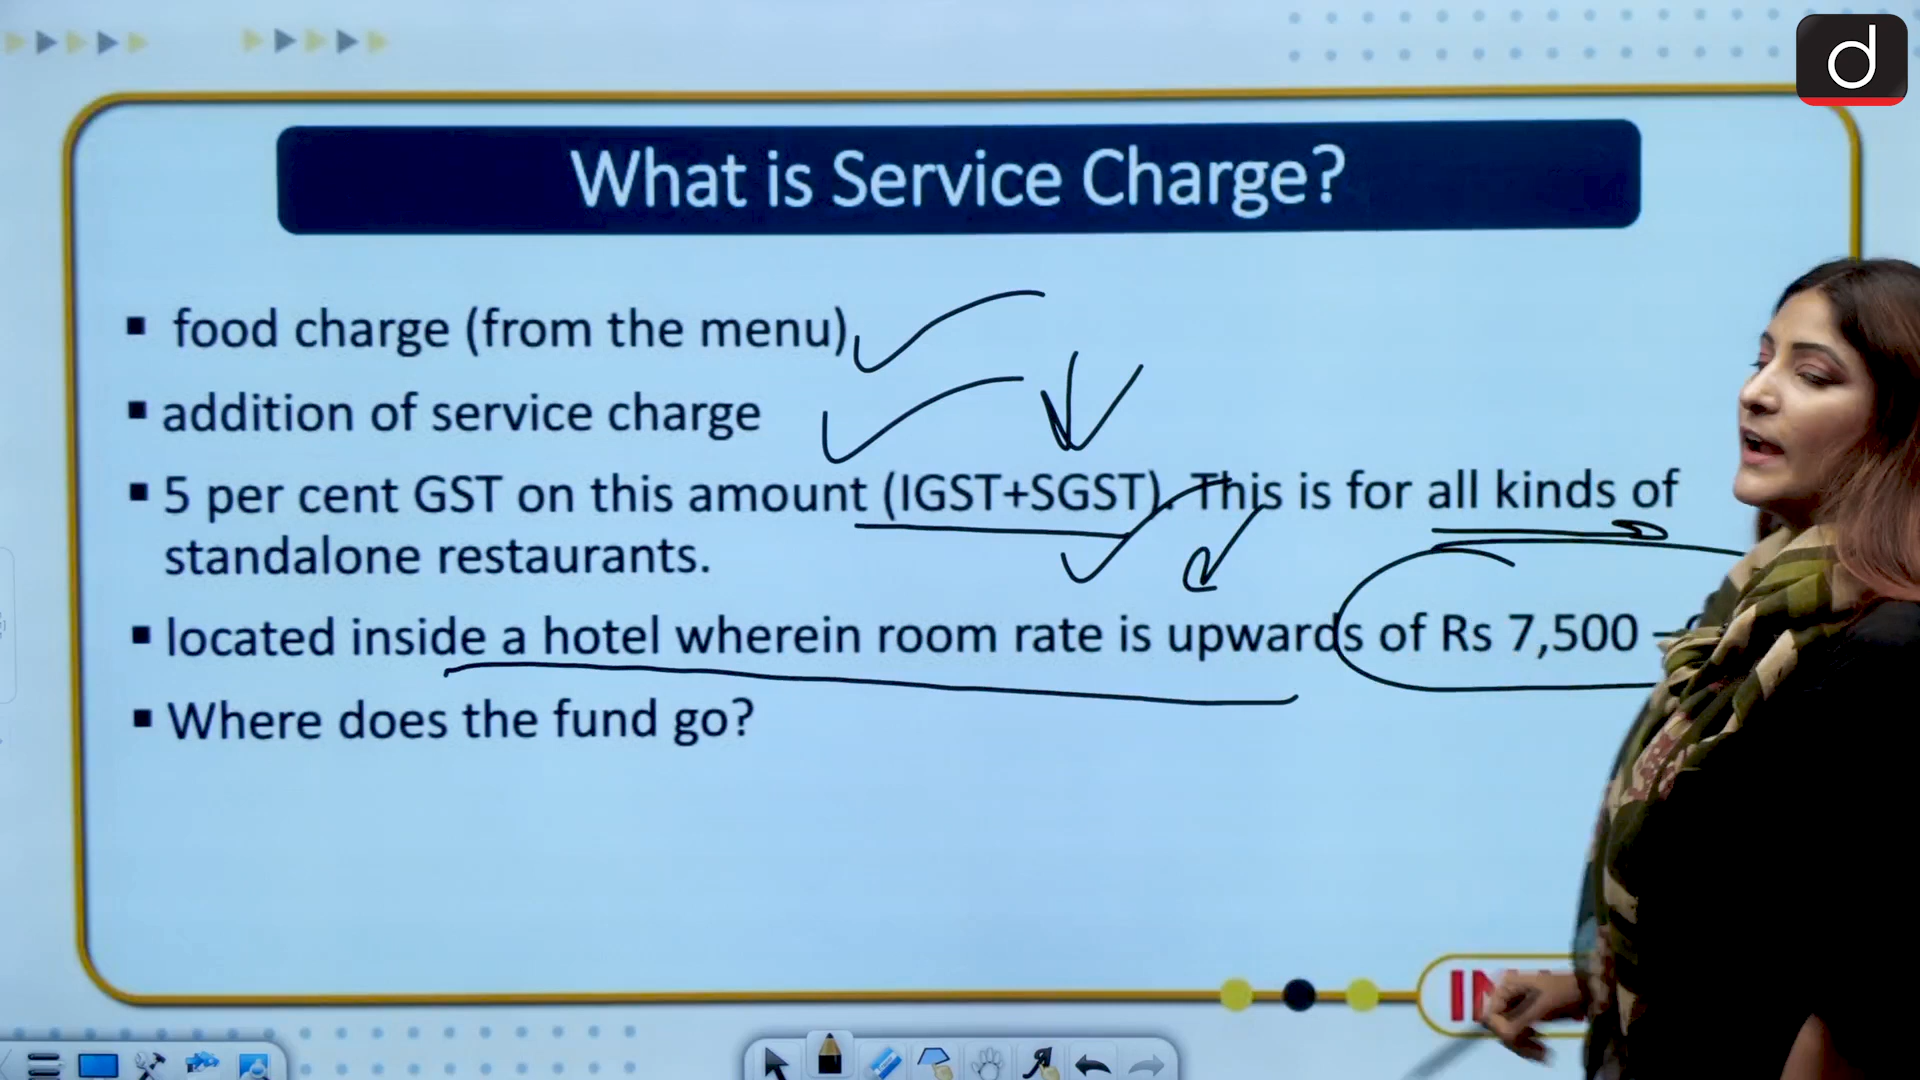 d
What is Service Charge?
▪ food charge (from the menu)
▪ addition of service charge
▪ 5 per cent GST on this amount (IGST+SGST). This is for all kinds of
standalone restaurants.
▪ located inside a hotel wherein room rate is upwards of Rs 7,500 –
▪ Where does the fund go?